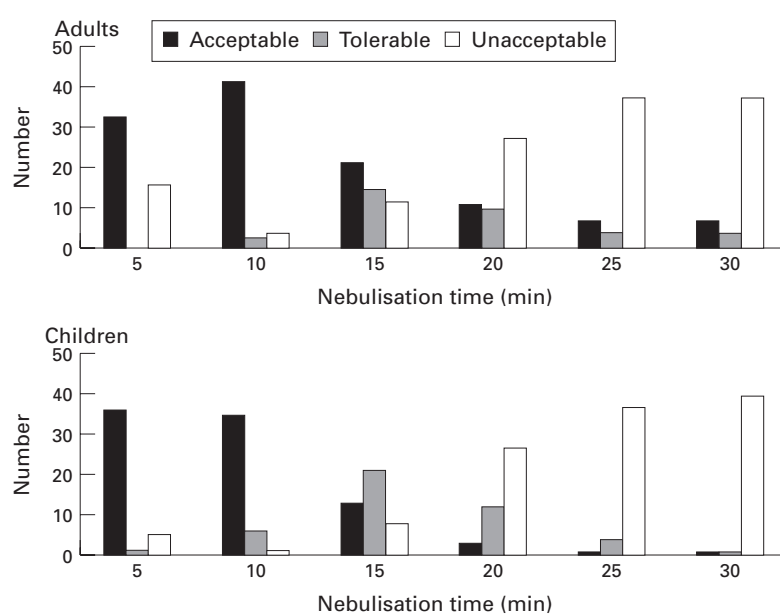 Adults
Acceptable Tolerable Unacceptable
50
40
30
20
10
0
Number
5 10 15 20 25 30
Nebulisation time (min)
Children
50
40
30
20
10
0
Number
5 10 15 20 25 30
Nebulisation time (min)